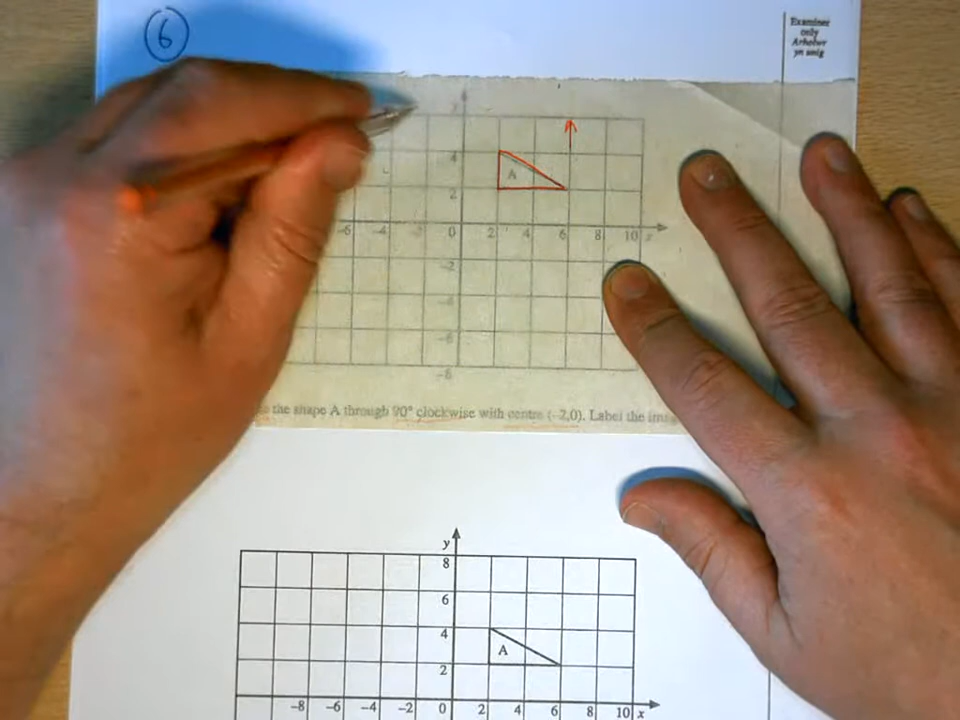 6
Examiner
only
Arholwr
yn unig
4
A
2
-6 -4 -2 0 2 4 6 8 10 x
-2
-4
-6
-8
the shape A through 90° clockwise with centre (-2,0). Label the
y
8
6
4
A
2
-8 -6 -4 -2 0 2 4 6 8 10 x